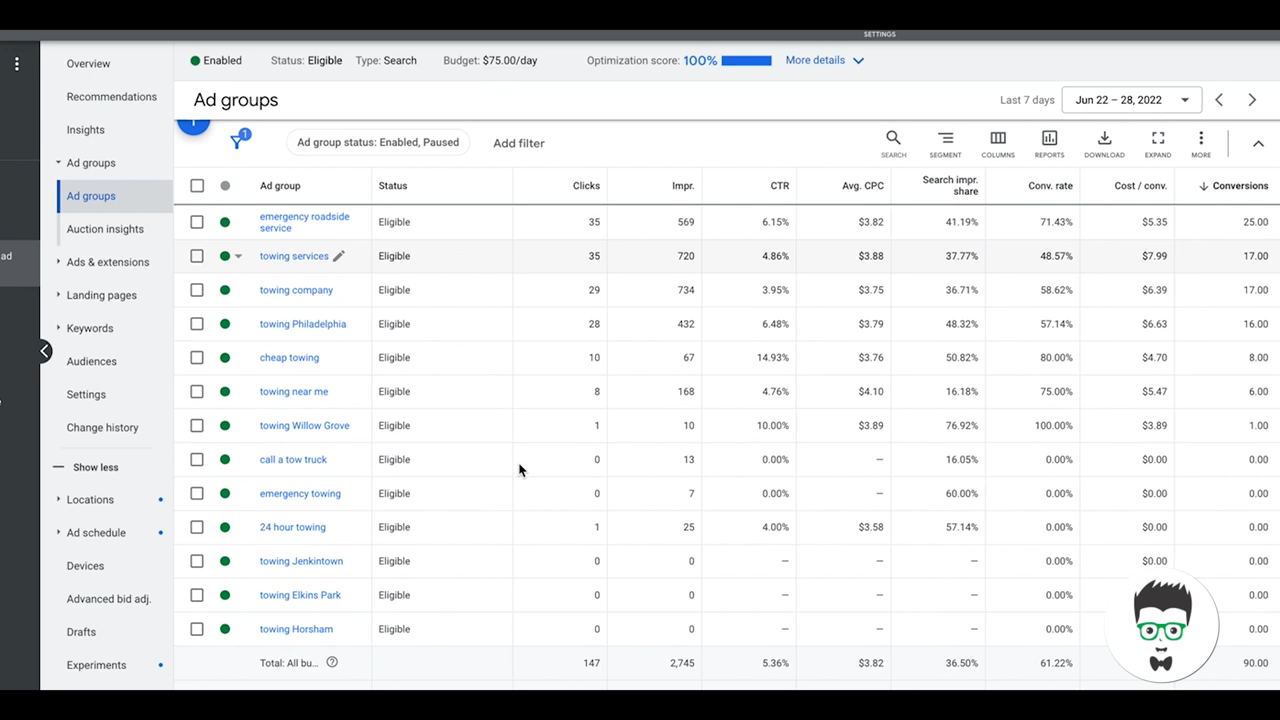 SETTINGS
Enabled Status: Eligible Type: Search Budget: $75.00/day Optimization score: 100% More details
Ad groups Last 7 days Jun 22 – 28, 2022
1 Ad group status: Enabled, Paused Add filter
SEARCH SEGMENT COLUMNS REPORTS DOWNLOAD EXPAND MORE
Overview
Recommendations
Insights
Ad groups
Ad groups
Auction insights
ad
Ads & extensions
Landing pages
Keywords
Audiences
Settings
Change history
Show less
Locations
Ad schedule
Devices
Advanced bid adj.
Drafts
Experiments
Ad group Status Clicks Impr. CTR Avg. CPC Search impr. share Conv. rate Cost / conv. Conversions
emergency roadside service Eligible 35 569 6.15% $3.82 41.19% 71.43% $5.35 25.00
towing services Eligible 35 720 4.86% $3.88 37.77% 48.57% $7.99 17.00
towing company Eligible 29 734 3.95% $3.75 36.71% 58.62% $6.39 17.00
towing Philadelphia Eligible 28 432 6.48% $3.79 48.32% 57.14% $6.63 16.00
cheap towing Eligible 10 67 14.93% $3.76 50.82% 80.00% $4.70 8.00
towing near me Eligible 8 168 4.76% $4.10 16.18% 75.00% $5.47 6.00
towing Willow Grove Eligible 1 10 10.00% $3.89 76.92% 100.00% $3.89 1.00
call a tow truck Eligible 0 13 0.00% – 16.05% 0.00% $0.00 0.00
emergency towing Eligible 0 7 0.00% – 60.00% 0.00% $0.00 0.00
24 hour towing Eligible 1 25 4.00% $3.58 57.14% 0.00% $0.00 0.00
towing Jenkintown Eligible 0 0 – – – 0.00% $0.00 0.00
towing Elkins Park Eligible 0 0 – – – 0.00% 0.00
towing Horsham Eligible 0 0 – – – 0.00% 0.00
Total: All bu... 147 2,745 5.36% $3.82 36.50% 61.22% 90.00